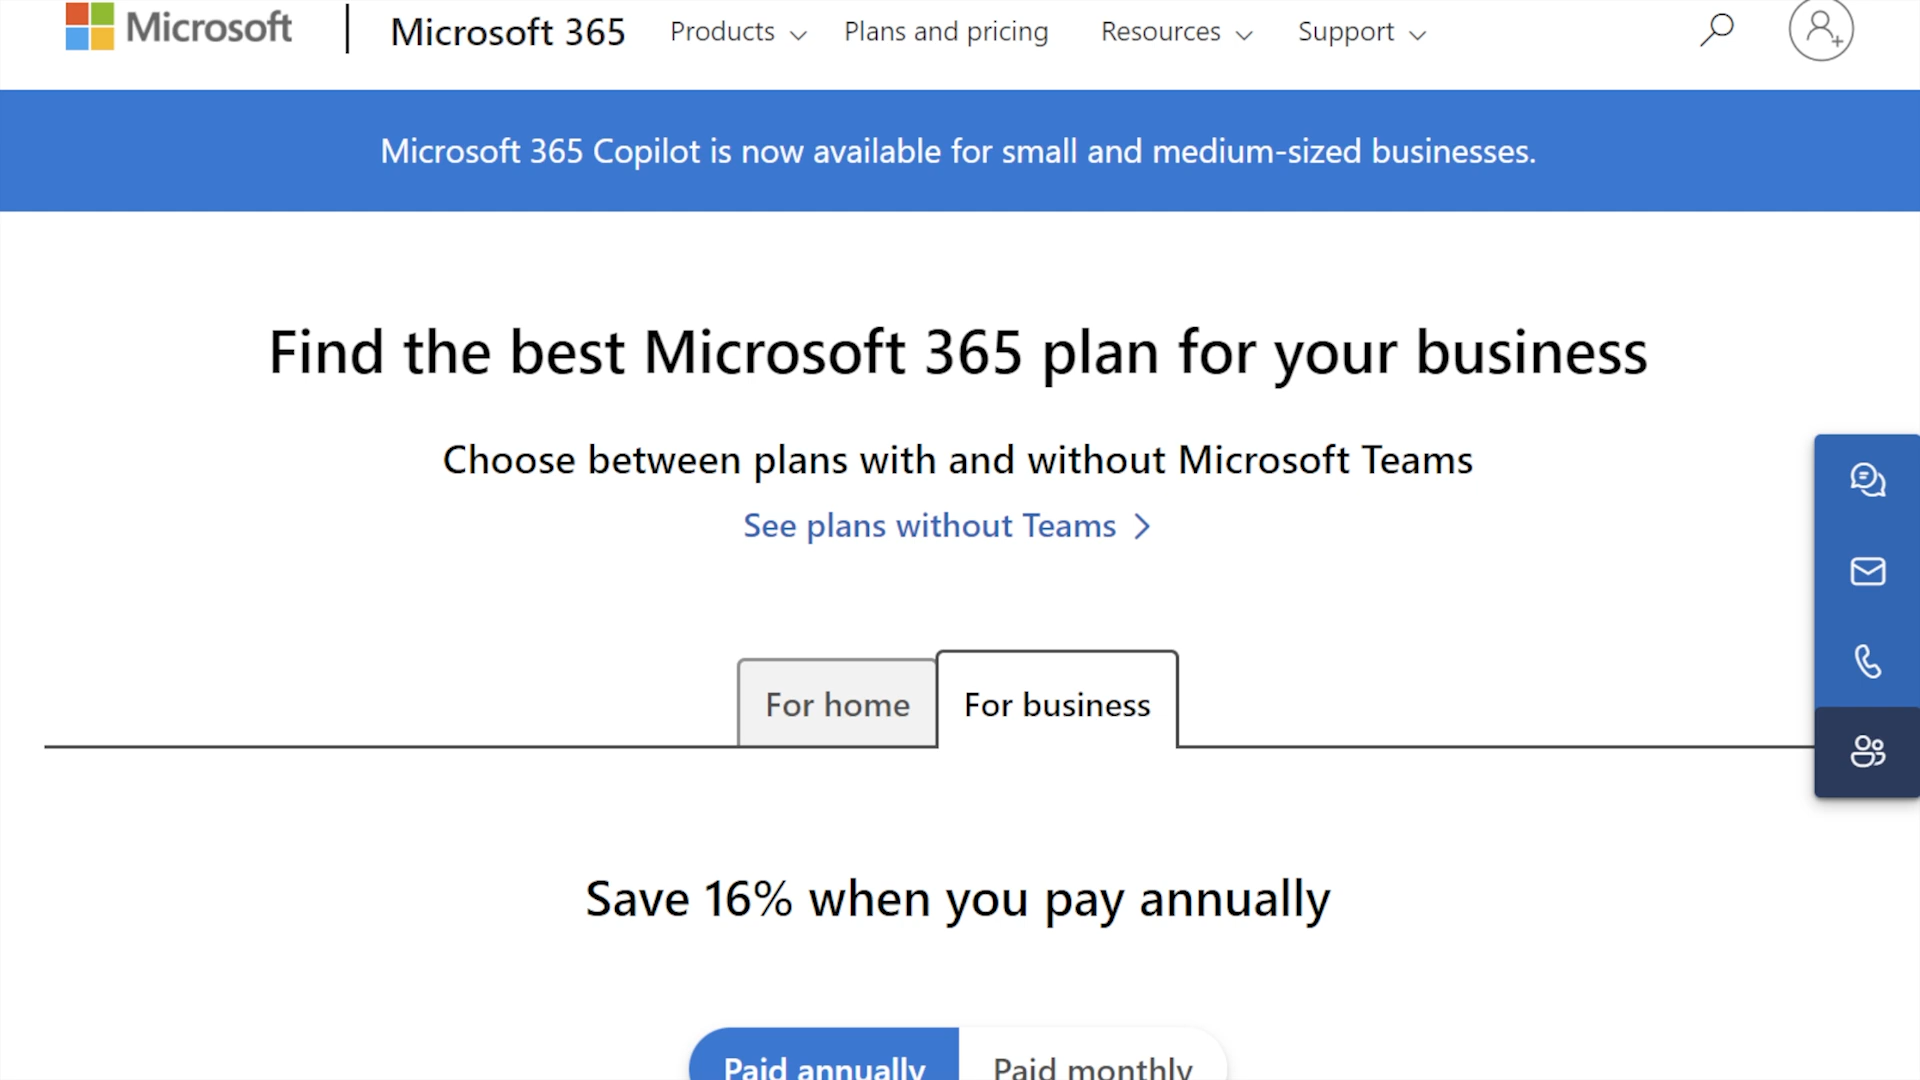 Microsoft | Microsoft 365 Products Plans and pricing Resources Support
Microsoft 365 Copilot is now available for small and medium-sized businesses.
Find the best Microsoft 365 plan for your business
Choose between plans with and without Microsoft Teams
See plans without Teams
For home For business
Save 16% when you pay annually
Paid annually Paid monthly